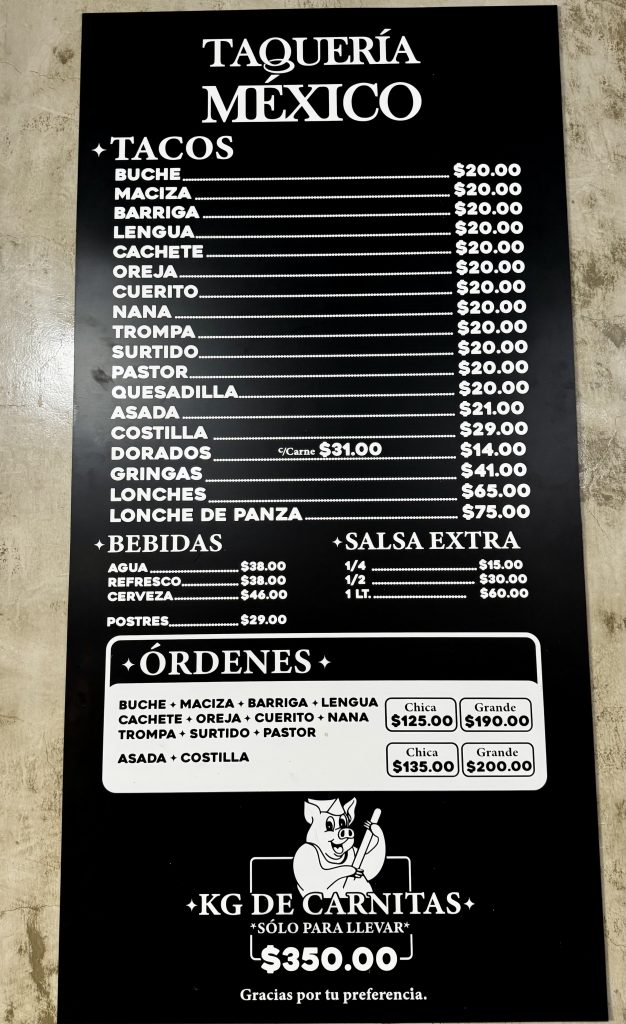 TAQUERÍA
MÉXICO
TACOS
BUCHE $20.00
MACIZA $20.00
BARRIGA $20.00
LENGUA $20.00
CACHETE $20.00
OREJA $20.00
CUERITO $20.00
NANA $20.00
TROMPA $20.00
SURTIDO $20.00
PASTOR $20.00
QUESADILLA $20.00
ASADA $21.00
COSTILLA $29.00
DORADOS c/Carne $31.00 $14.00
GRINGAS $41.00
LONCHES $65.00
LONCHE DE PANZA $75.00
BEBIDAS
AGUA $38.00
REFRESCO $38.00
CERVEZA $46.00
POSTRES $29.00
SALSA EXTRA
1/4 $15.00
1/2 $30.00
1 LT. $60.00
ÓRDENES
BUCHE + MACIZA + BARRIGA + LENGUA
CACHETE + OREJA + CUERITO + NANA
TROMPA + SURTIDO + PASTOR
Chica Grande
$125.00 $190.00
ASADA + COSTILLA
Chica Grande
$135.00 $200.00
KG DE CARNITAS
*SÓLO PARA LLEVAR*
$350.00
Gracias por tu preferencia.